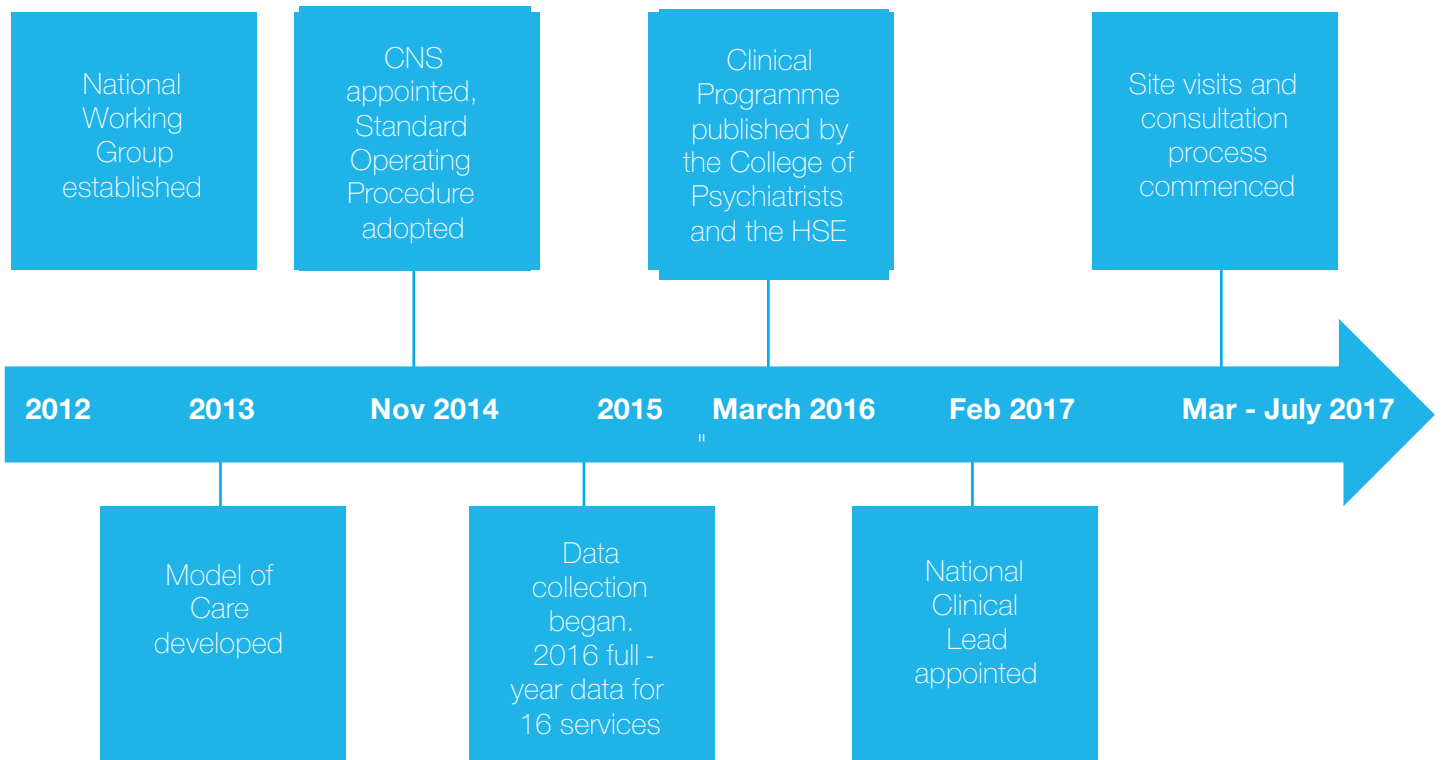 National
Working
Group
established
CNS
appointed,
Standard
Operating
Procedure
adopted
Clinical
Programme
published by
the College of
Psychiatrists
and the HSE
Site visits and
consultation
process
commenced
2012 2013 Nov 2014 2015 March 2016 Feb 2017 Mar - July 2017
"
Model of
Care
developed
Data
collection
began.
2016 full -
year data for
16 services
National
Clinical
Lead
appointed